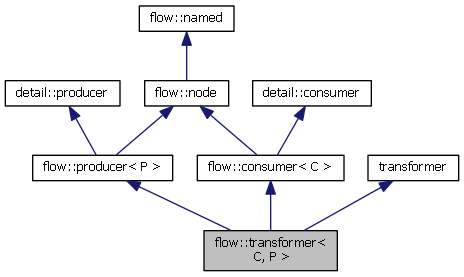 flow::named
detail::producer
flow::node
detail::consumer
flow::producer< P >
flow::consumer< C >
transformer
flow::transformer<
C, P >